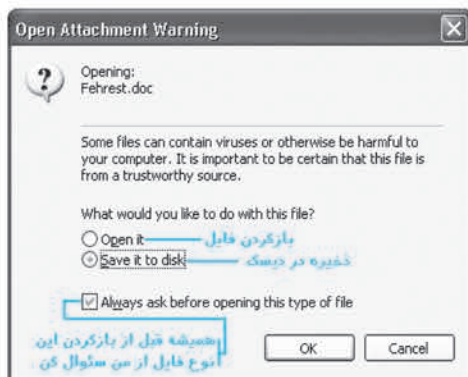 Open Attachment Warning
Opening:
Fehrest.doc
Some files can contain viruses or otherwise be harmful to
your computer. It is important to be certain that this file is
from a trustworthy source.
What would you like to do with this file?
Open it بازکردن فایل
Save it to disk ذخیره در دیسک
Always ask before opening this type of file
همیشه قبل از بازکردن این
نوع فایل از من سئوال کن
OK Cancel